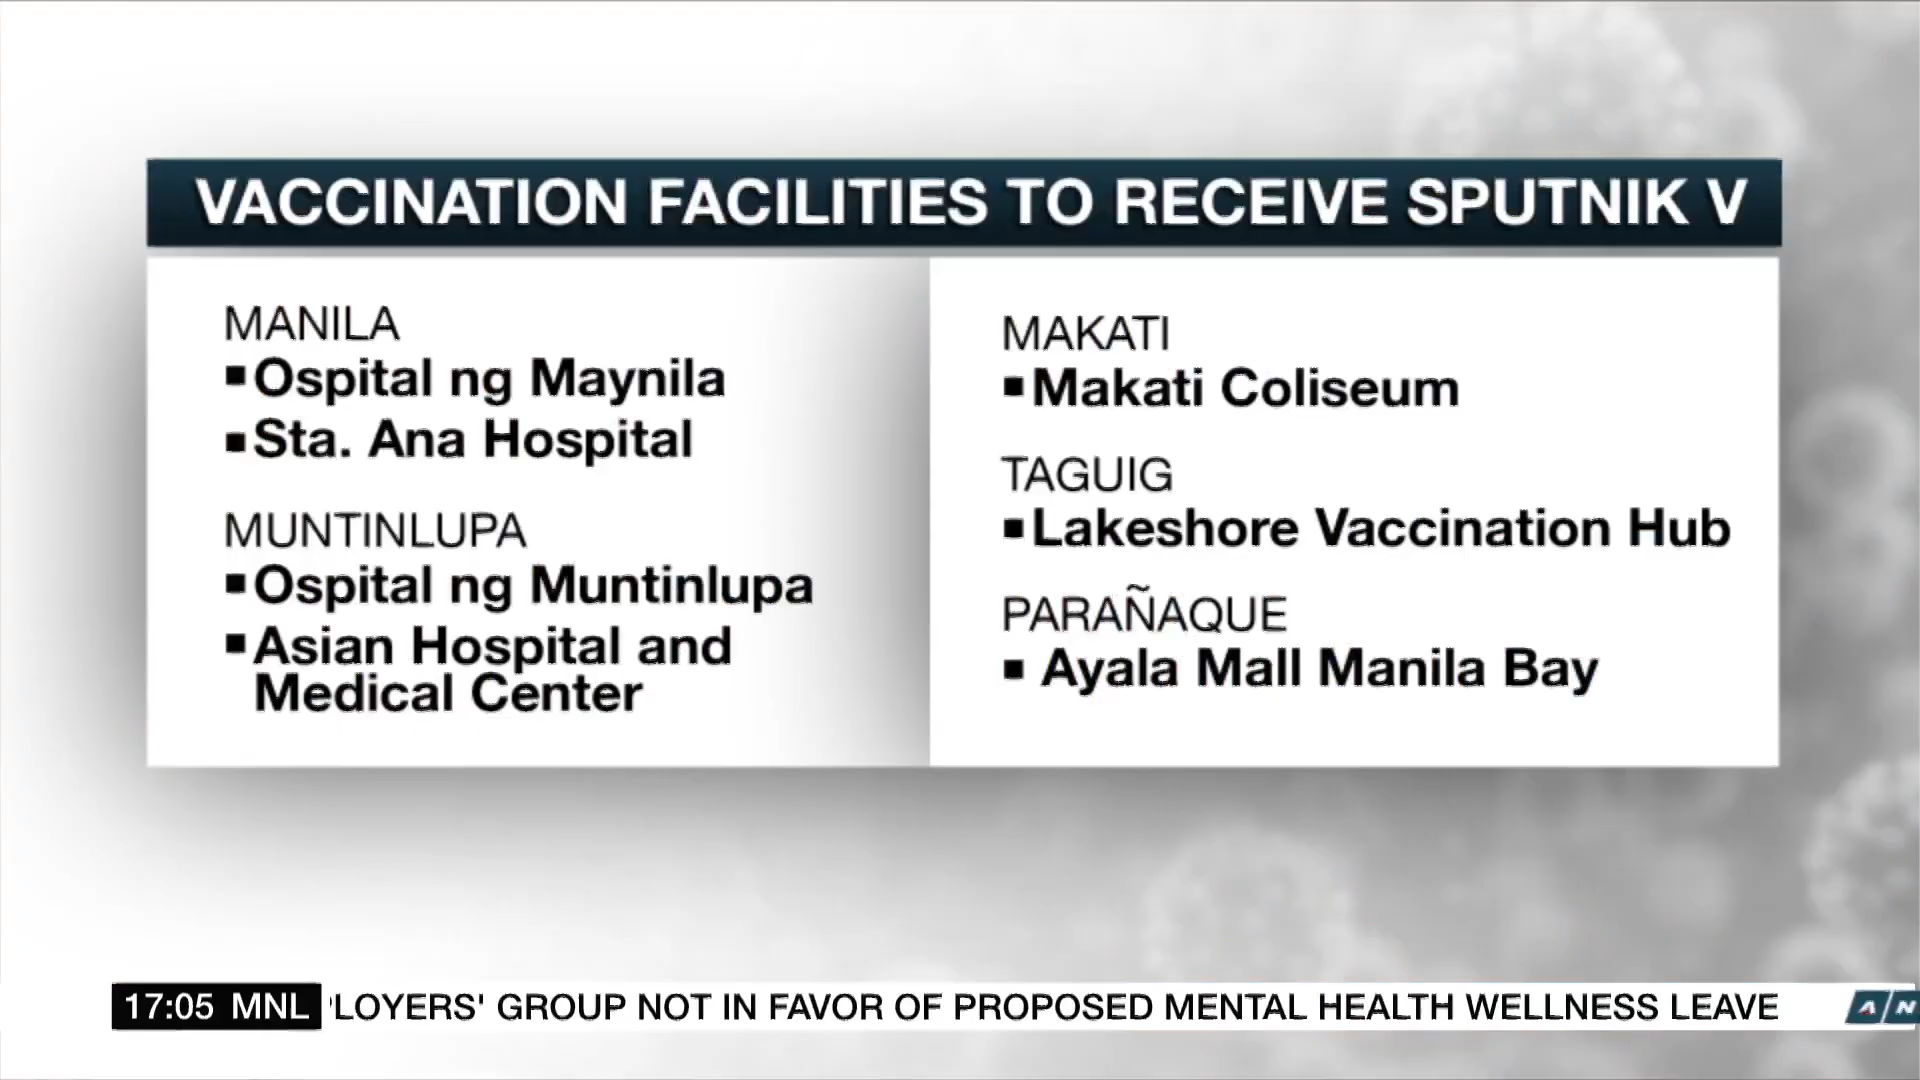 VACCINATION FACILITIES TO RECEIVE SPUTNIK V
MANILA
▪Ospital ng Maynila
▪Sta. Ana Hospital
MUNTINLUPA
▪Ospital ng Muntinlupa
▪Asian Hospital and
Medical Center
MAKATI
▪Makati Coliseum
TAGUIG
▪Lakeshore Vaccination Hub
PARAÑAQUE
▪ Ayala Mall Manila Bay
17:05 MNL
LOYERS' GROUP NOT IN FAVOR OF PROPOSED MENTAL HEALTH WELLNESS LEAVE
AN